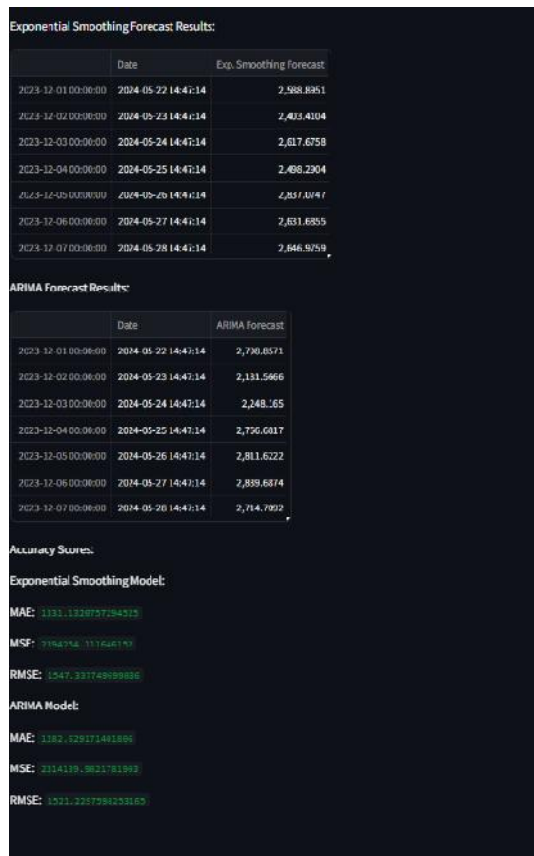 Exponential Smoothing Forecast Results:
Date Exp. Smoothing Forecast
2023-12-01 00:00:00 2024-05-22 14:47:14 2,588.8951
2023-12-02 00:00:00 2024-05-23 14:47:14 2,403.4104
2023-12-03 00:00:00 2024-05-24 14:47:14 2,617.6758
2023-12-04 00:00:00 2024-05-25 14:47:14 2,498.2904
2023-12-05 00:00:00 2024-05-26 14:47:14 2,837.0747
2023-12-06 00:00:00 2024-05-27 14:47:14 2,631.6855
2023-12-07 00:00:00 2024-05-28 14:47:14 2,646.9759
ARIMA Forecast Results:
Date ARIMA Forecast
2023-12-01 00:00:00 2024-05-22 14:47:14
2023-12-02 00:00:00 2024-05-23 14:47:14 2,131.5666
2023-12-03 00:00:00 2024-05-24 14:47:14 2,248.165
2023-12-04 00:00:00 2024-05-25 14:47:14
2023-12-05 00:00:00 2024-05-26 14:47:14 2,811.6222
2023-12-06 00:00:00 2024-05-27 14:47:14 2,839.6874
2023-12-07 00:00:00 2024-05-28 14:47:14 2,714.7092
Accuracy Scores:
Exponential Smoothing Model:
MAE:
MSE:
RMSE:
ARIMA Model:
MAE:
MSE:
RMSE: